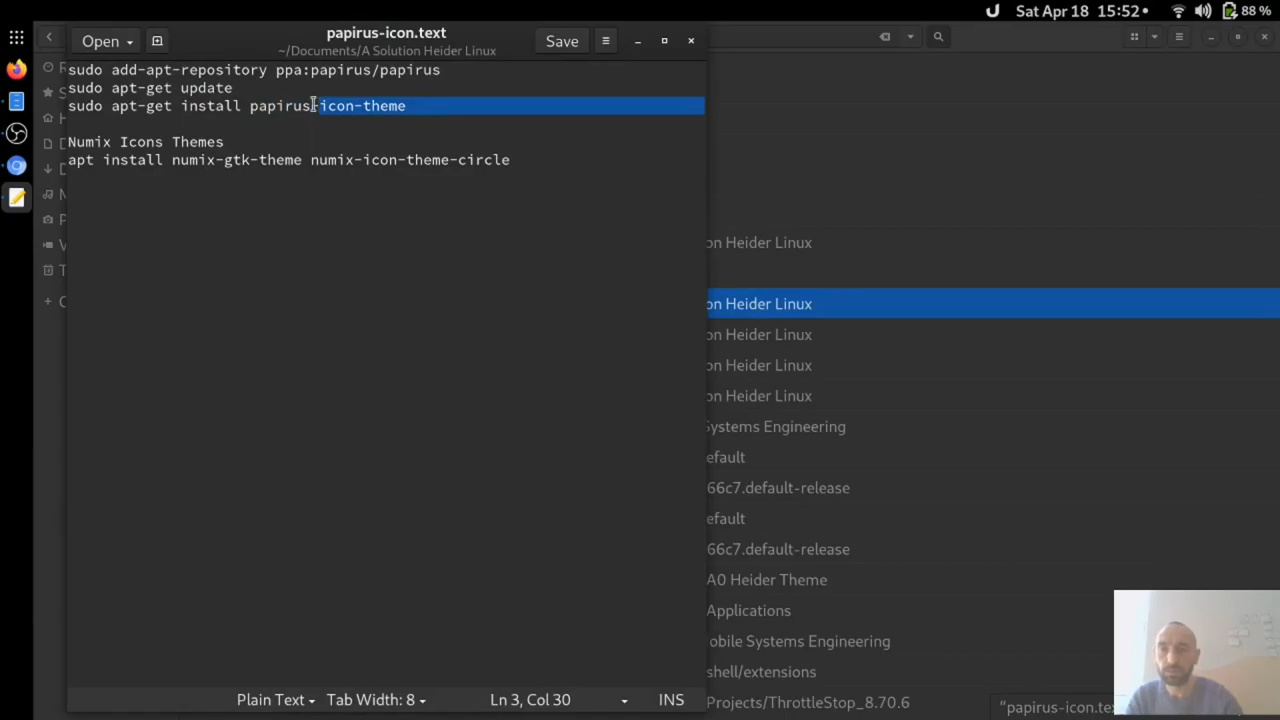 Sat Apr 18 15:52
88 %
Open
papirus-icon.text
~/Documents/A Solution Heider Linux
Save
sudo add-apt-repository ppa:papirus/papirus
sudo apt-get update
sudo apt-get install papirus-icon-theme
Numix Icons Themes
apt install numix-gtk-theme numix-icon-theme-circle
R
S
H
D
D
M
P
V
T
C
on Heider Linux
on Heider Linux
on Heider Linux
on Heider Linux
on Heider Linux
Systems Engineering
efault
66c7.default-release
efault
66c7.default-release
A0 Heider Theme
Applications
obile Systems Engineering
shell/extensions
Projects/ThrottleStop_8.70.6
"papirus-icon.te
Plain Text
Tab Width: 8
Ln 3, Col 30
INS